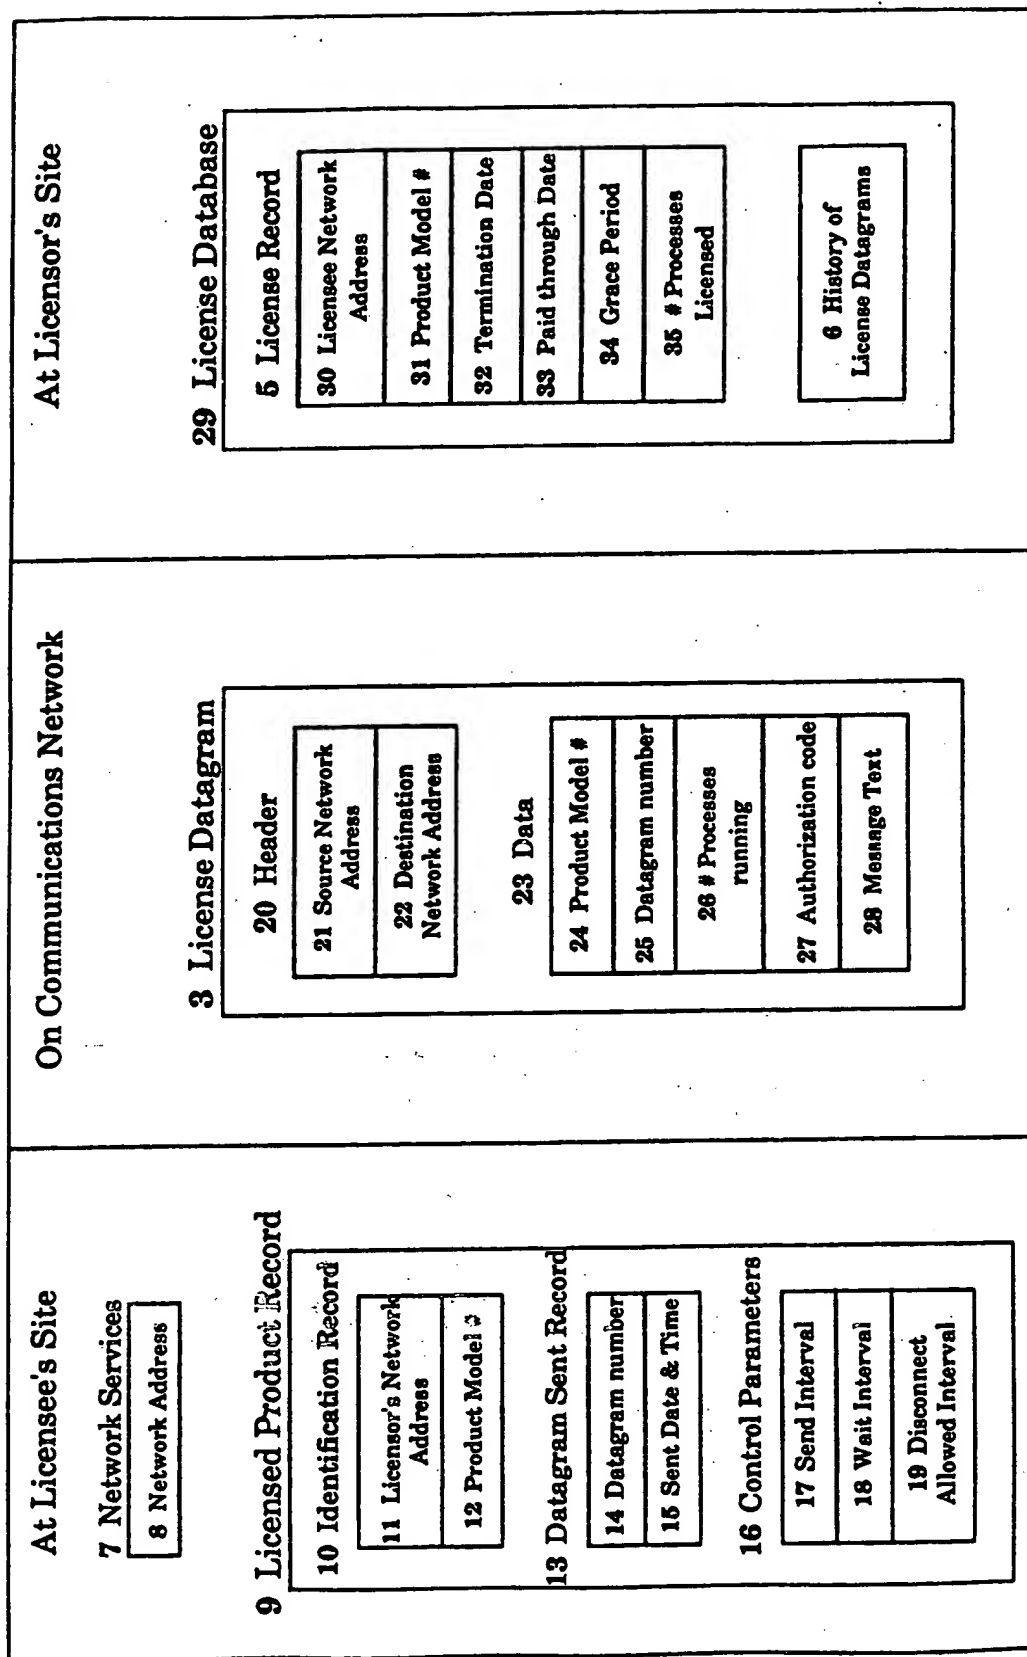 At License's Site
7 Network Services
8 Network Address
9 Licensed Product Record
10 Identification Record
11 Licensor's Network
Address
12 Product Model #
13 Datagram Sent Record
14 Datagram number
15 Sent Date & Time
16 Control Parameters
17 Send Interval
18 Wait Interval
19 Disconnect
Allowed Interval
On Communications Network
3 License Datagram
20 Header
21 Source Network
Address
22 Destination
Network Address
23 Data
24 Product Model #
25 Datagram number
26 # Processes
running
27 Authorization code
28 Message Text
At Licensor's Site
29 License Database
5 License Record
30 Licensee Network
Address
31 Product Model #
32 Termination Date
33 Paid through Date
34 Grace Period
35 # Processes
Licensed
6 History of
License Datagrams